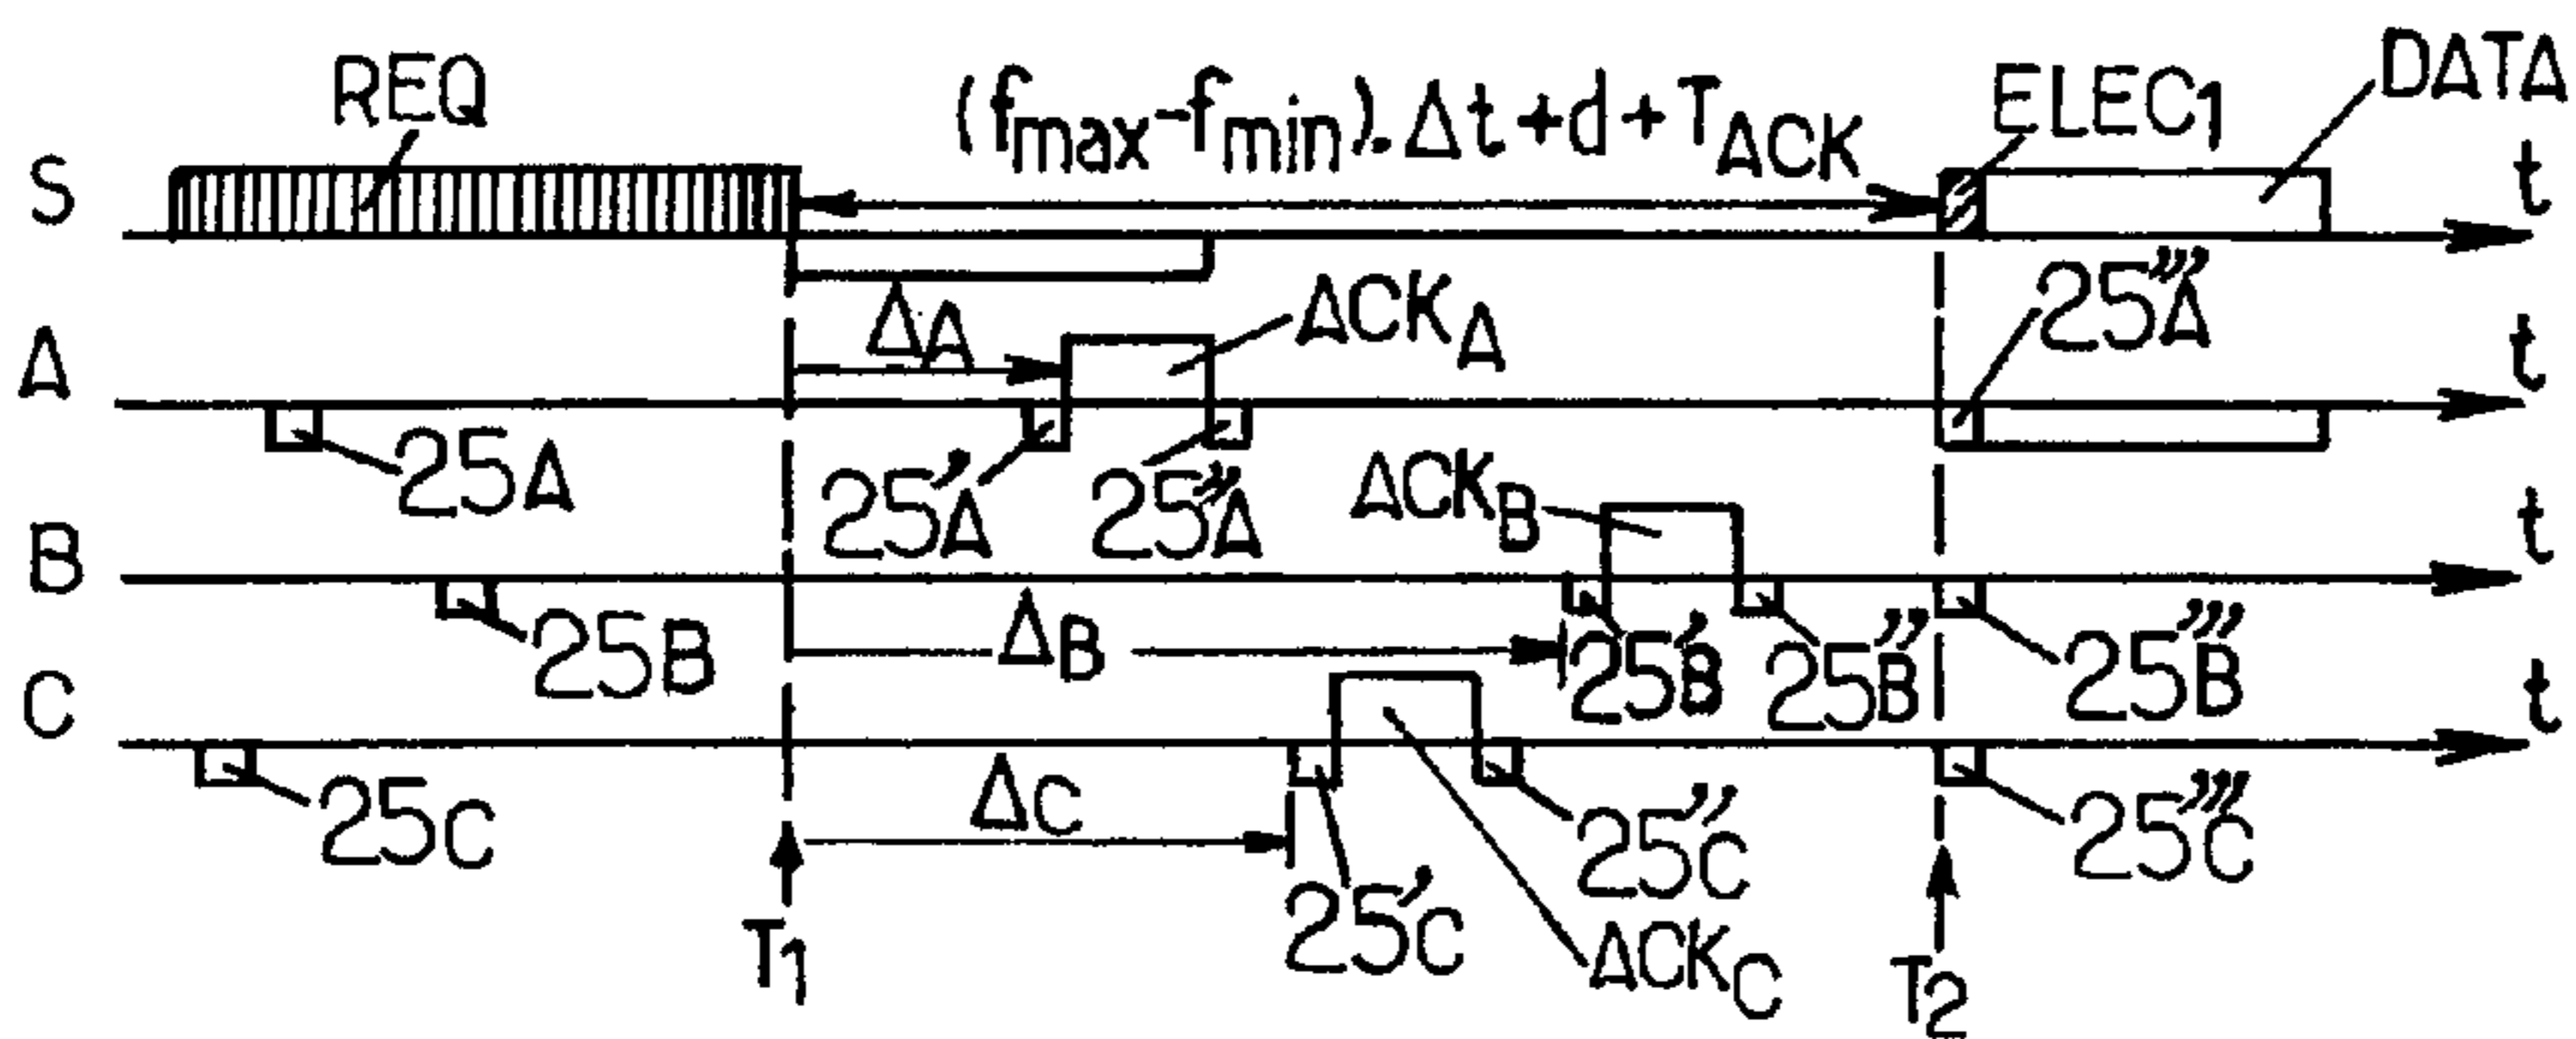 REQ
(fmax-fmin).Δt+d+TACK
ELEC1
DATA
S
t
ΔA
ACKA
25'''A
A
t
25A
25'A
25''A
ACKB
B
t
25B
ΔB
25'B
25''B
25'''B
C
t
25C
ΔC
25'C
25''C
25'''C
ACKC
T1
T2